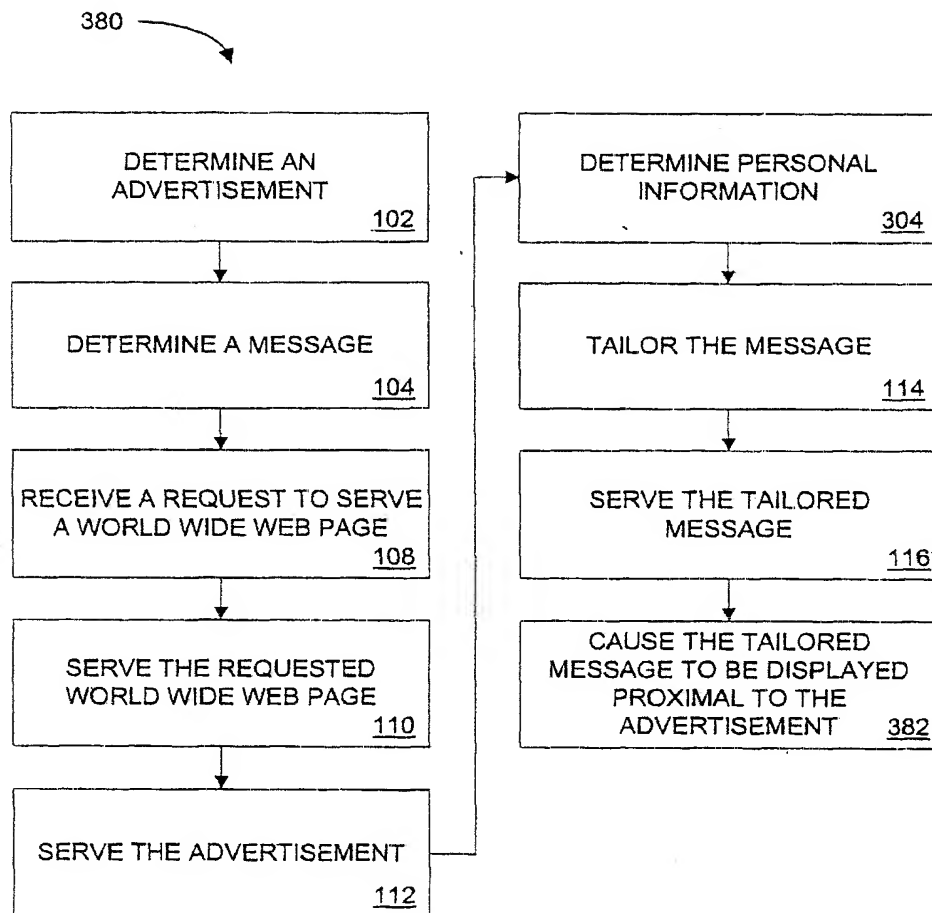 380
DETERMINE AN
ADVERTISEMENT
102
DETERMINE A MESSAGE
104
RECEIVE A REQUEST TO SERVE
A WORLD WIDE WEB PAGE
108
SERVE THE REQUESTED
WORLD WIDE WEB PAGE
110
SERVE THE ADVERTISEMENT
112
DETERMINE PERSONAL
INFORMATION
304
TAILOR THE MESSAGE
114
SERVE THE TAILORED
MESSAGE
116
CAUSE THE TAILORED
MESSAGE TO BE DISPLAYED
PROXIMAL TO THE
ADVERTISEMENT
382